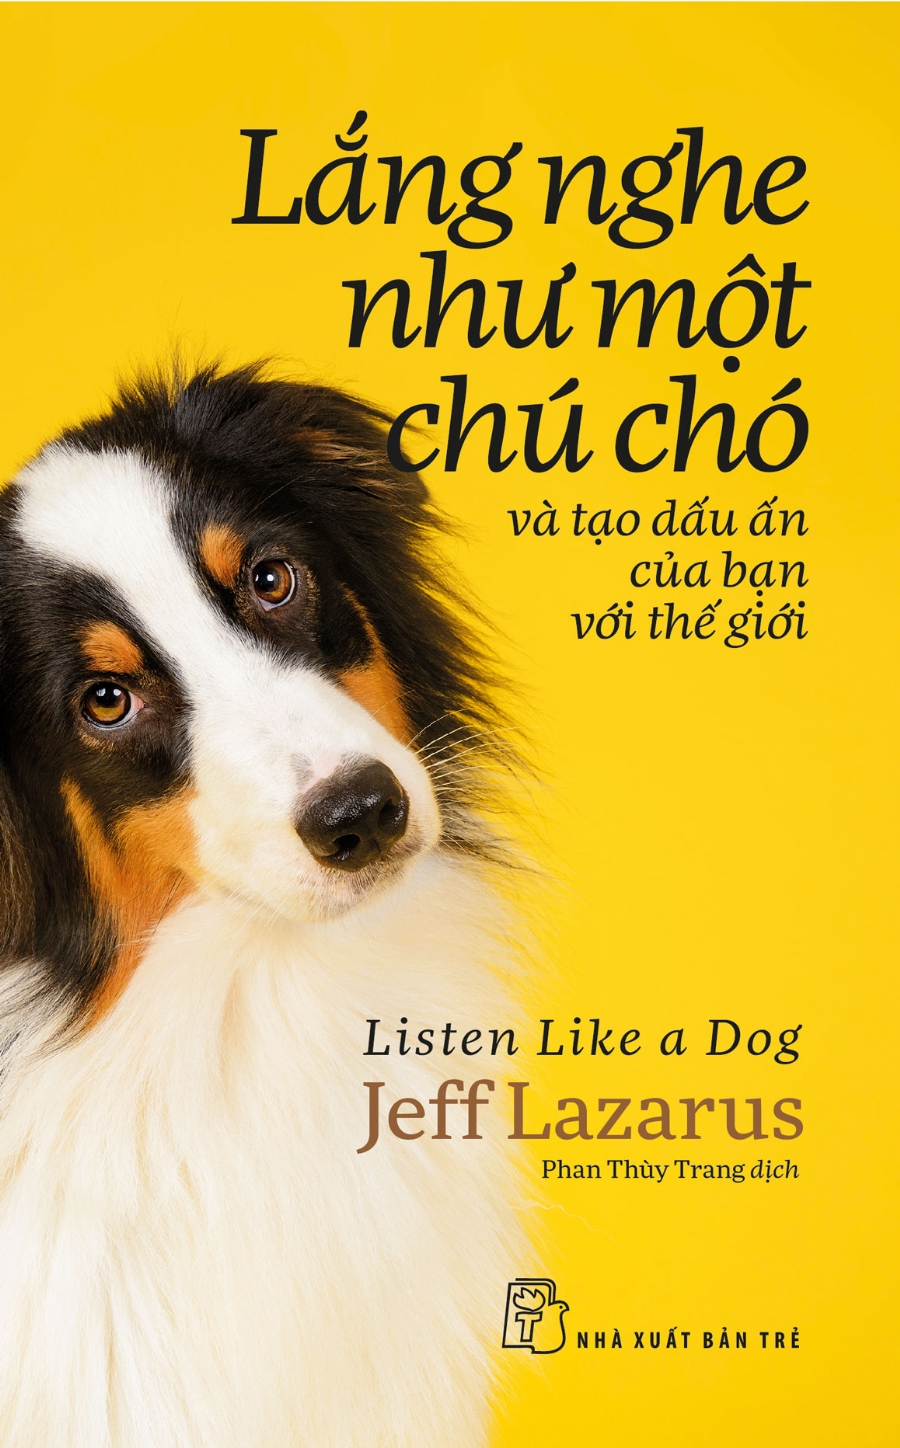 Lắng nghe
như một
chú chó
và tạo dấu ấn
của bạn
với thế giới
Listen Like a Dog
Jeff Lazarus
Phan Thùy Trang dịch
T
NHÀ XUẤT BẢN TRẺ